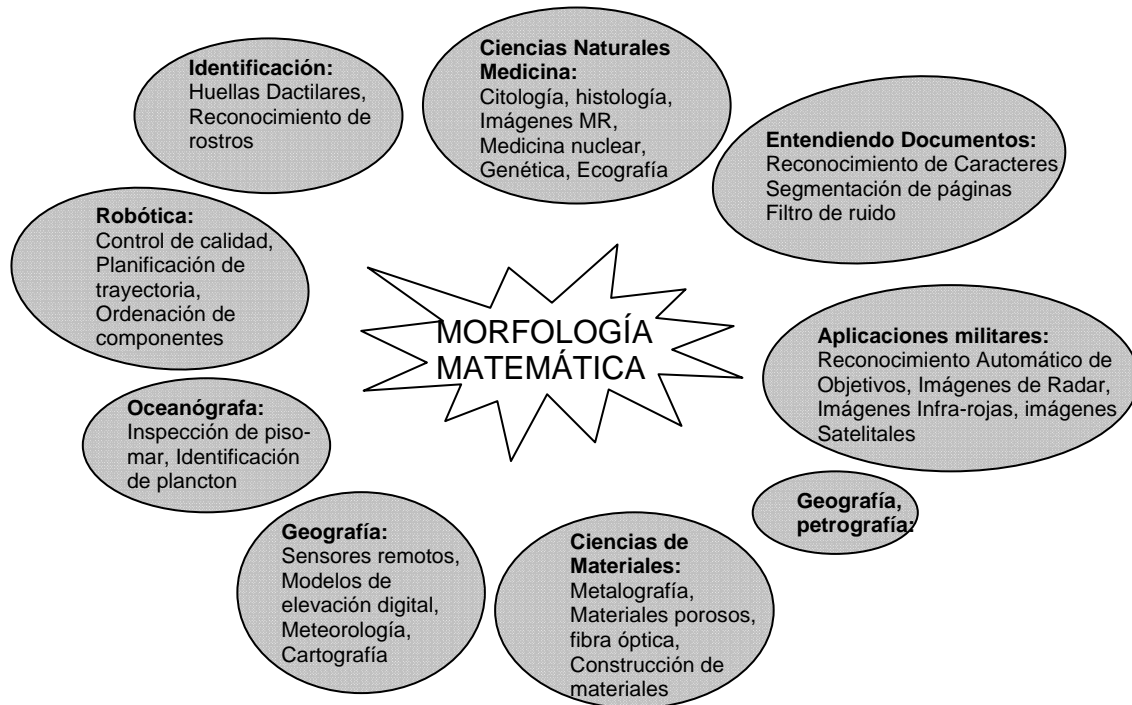 Identificación:
Huellas Dactilares,
Reconocimiento de
rostros
Ciencias Naturales
Medicina:
Citología, histología,
Imágenes MR,
Medicina nuclear,
Genética, Ecografía
Entendiendo Documentos:
Reconocimiento de Caracteres
Segmentación de páginas
Filtro de ruido
Robótica:
Control de calidad,
Planificación de
trayectoria,
Ordenación de
componentes
MORFOLOGÍA
MATEMÁTICA
Aplicaciones militares:
Reconocimiento Automático de
Objetivos, Imágenes de Radar,
Imágenes Infra-rojas, imágenes
Satelitales
Oceanógrafa:
Inspección de piso-
mar, Identificación
de plancton
Geografía,
petrografía:
Geografía:
Sensores remotos,
Modelos de
elevación digital,
Meteorología,
Cartografía
Ciencias de
Materiales:
Metalografía,
Materiales porosos,
fibra óptica,
Construcción de
materiales